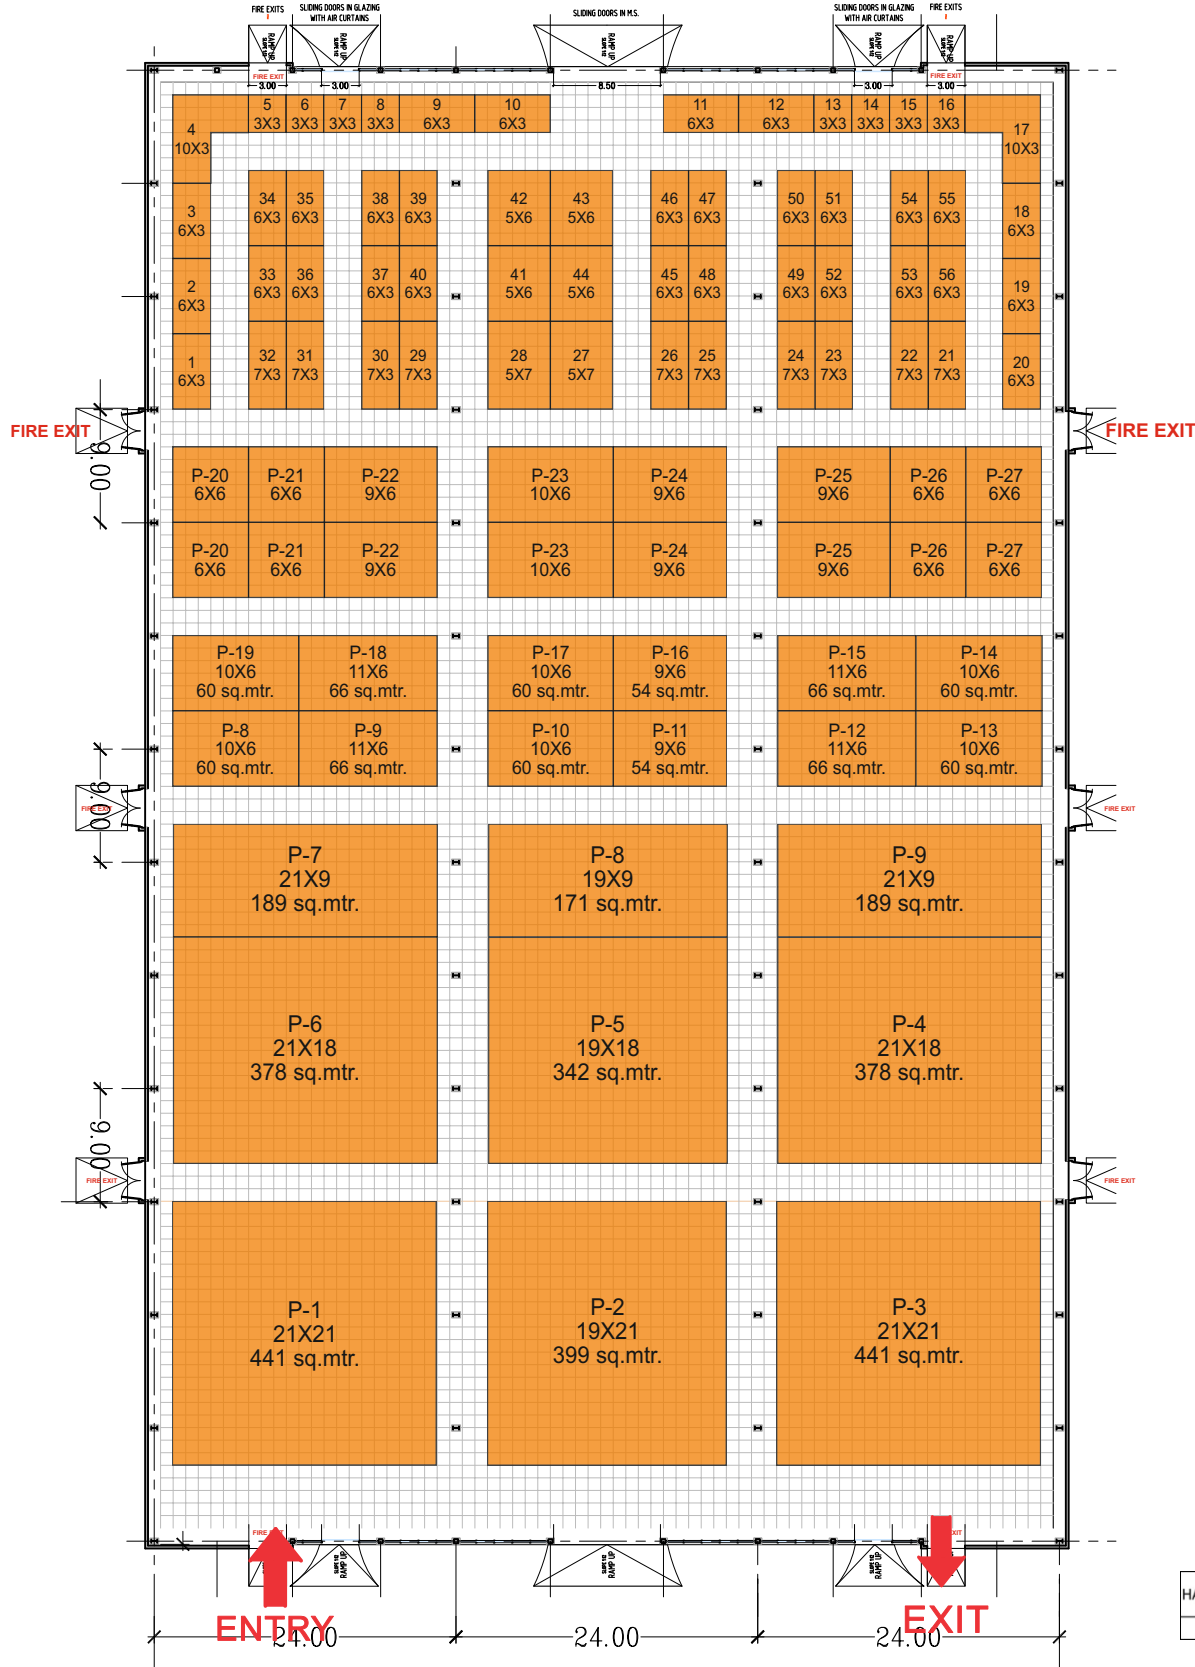 FIRE EXITS
SLIDING DOORS IN GLAZING
WITH AIR CURTAINS
SLIDING DOORS IN M.S.
SLIDING DOORS IN GLAZING
WITH AIR CURTAINS
FIRE EXITS
RAMP UP
RAMP UP
RAMP UP
RAMP UP
RAMP UP
FIRE EXIT
FIRE EXIT
3.00
3.00
8.50
3.00
3.00
4
10X3
5
3X3
6
3X3
7
3X3
8
3X3
9
6X3
10
6X3
11
6X3
12
6X3
13
3X3
14
3X3
15
3X3
16
3X3
17
10X3
3
6X3
34
6X3
35
6X3
38
6X3
39
6X3
42
5X6
43
5X6
46
6X3
47
6X3
50
6X3
51
6X3
54
6X3
55
6X3
18
6X3
2
6X3
33
6X3
36
6X3
37
6X3
40
6X3
41
5X6
44
5X6
45
6X3
48
6X3
49
6X3
52
6X3
53
6X3
56
6X3
19
6X3
1
6X3
32
7X3
31
7X3
30
7X3
29
7X3
28
5X7
27
5X7
26
7X3
25
7X3
24
7X3
23
7X3
22
7X3
21
7X3
20
6X3
FIRE EXIT
FIRE EXIT
9.00
P-20
6X6
P-21
6X6
P-22
9X6
P-23
10X6
P-24
9X6
P-25
9X6
P-26
6X6
P-27
6X6
P-20
6X6
P-21
6X6
P-22
9X6
P-23
10X6
P-24
9X6
P-25
9X6
P-26
6X6
P-27
6X6
P-19
10X6
60 sq.mtr.
P-18
11X6
66 sq.mtr.
P-17
10X6
60 sq.mtr.
P-16
9X6
54 sq.mtr.
P-15
11X6
66 sq.mtr.
P-14
10X6
60 sq.mtr.
P-8
10X6
60 sq.mtr.
P-9
11X6
66 sq.mtr.
P-10
10X6
60 sq.mtr.
P-11
9X6
54 sq.mtr.
P-12
11X6
66 sq.mtr.
P-13
10X6
60 sq.mtr.
9.00
FIRE EXIT
FIRE EXIT
P-7
21X9
189 sq.mtr.
P-8
19X9
171 sq.mtr.
P-9
21X9
189 sq.mtr.
P-6
21X18
378 sq.mtr.
P-5
19X18
342 sq.mtr.
P-4
21X18
378 sq.mtr.
9.00
FIRE EXIT
FIRE EXIT
P-1
21X21
441 sq.mtr.
P-2
19X21
399 sq.mtr.
P-3
21X21
441 sq.mtr.
RAMP UP
RAMP UP
RAMP UP
ENTRY
EXIT
24.00
24.00
24.00